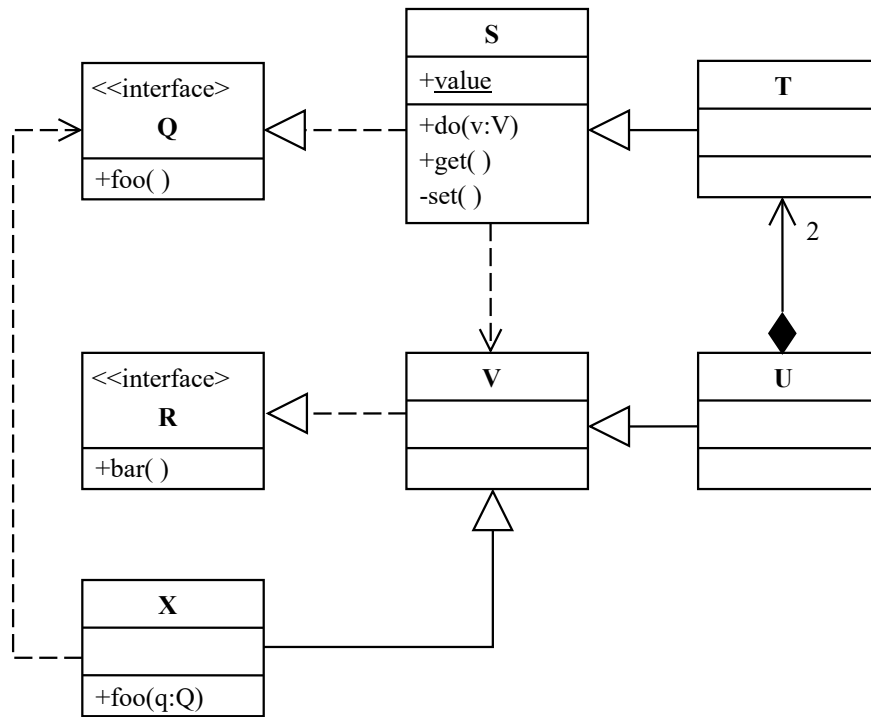 <<interface>
Q
+foo( )
S
+value
+do(v:V)
+get( )
-set( )
T
2
<<interface>
R
+bar( )
V
U
X
+foo(q:Q)